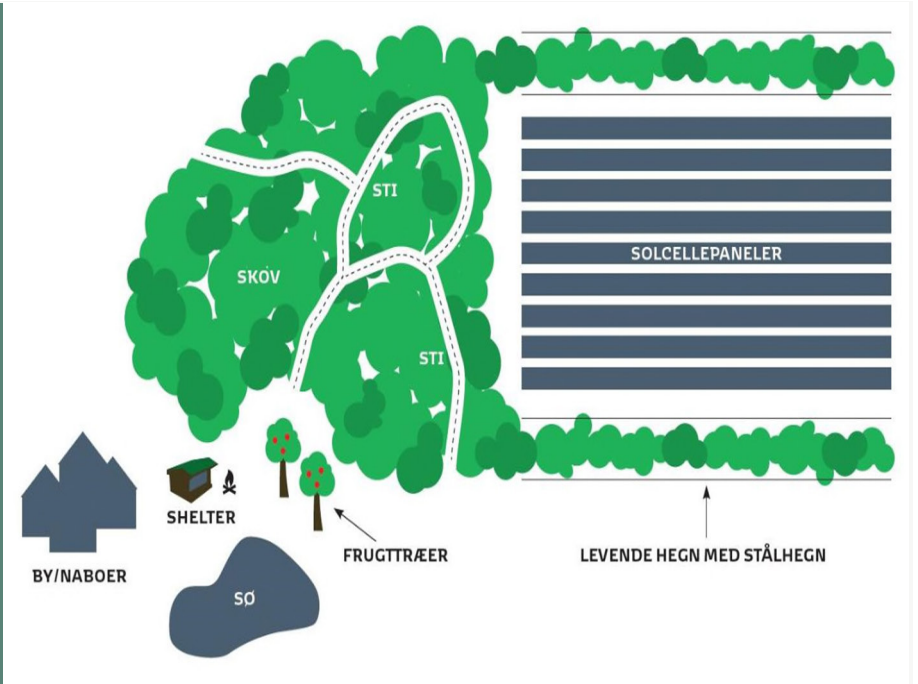 STI
SOLCELLEPANELER
SKOV
STI
SHELTER
FRUGTTRÆER
LEVENDE HEGN MED STÅLHEGN
BY/NABOER
SØ